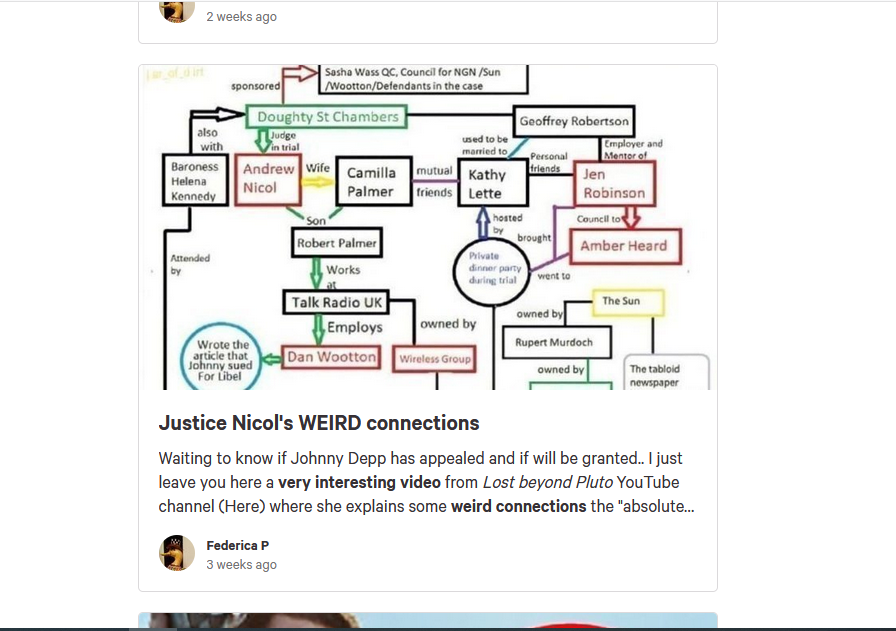 2 weeks ago
jar_of_dirt
Sasha Wass QC, Council for NGN /Sun
/Wootton/Defendants in the case
sponsored
Doughty St Chambers
Geoffrey Robertson
also
with
Judge
in trial
used to be
married to
Employer and
Mentor of
Personal
friends
Baroness
Helena
Kennedy
Andrew
Nicol
Wife
Camilla
Palmer
mutual
friends
Kathy
Lette
Jen
Robinson
Son
hosted
by
Council to
Robert Palmer
brought
Amber Heard
Attended
by
Works
at
Private
dinner party
during trial
went to
Talk Radio UK
The Sun
Employs
owned by
owned by
Wrote the
article that
Johnny sued
For Libel
Dan Wootton
Wireless Group
Rupert Murdoch
owned by
The tabloid
newspaper
Justice Nicol's WEIRD connections
Waiting to know if Johnny Depp has appealed and if will be granted.. I just
leave you here a very interesting video from Lost beyond Pluto YouTube
channel (Here) where she explains some weird connections the "absolute...
Federica P
3 weeks ago